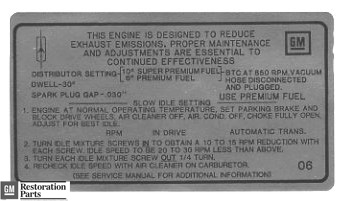 THIS ENGINE IS DESIGNED TO REDUCE
EXHAUST EMISSIONS. PROPER MAINTENANCE
AND ADJUSTMENTS ARE ESSENTIAL TO
CONTINUED EFFECTIVENESS
GM
DISTRIBUTOR SETTING 10° SUPER PREMIUM FUEL BTC AT 650 RPM, VACUUM
6° PREMIUM FUEL HOSE DISCONNECTED
DWELL-30° AND PLUGGED.
SPARK PLUG GAP-.030" USE PREMIUM FUEL
SLOW IDLE SETTING
1. ENGINE AT NORMAL OPERATING TEMPERATURE, SET PARKING BRAKE AND
BLOCK DRIVE WHEELS, AIR CLEANER OFF, AIR. COND. OFF, CHOKE FULLY OPEN.
ADJUST FOR BEST IDLE.
RPM IN DRIVE AUTOMATIC TRANS.
2. TURN IDLE MIXTURE SCREWS IN TO OBTAIN A 10 TO 15 RPM REDUCTION WITH
EACH SCREW. IDLE SPEED TO BE 20 TO 30 RPM LESS THAN ABOVE.
3. TURN EACH IDLE MIXTURE SCREW OUT 1/4 TURN.
4. RECHECK IDLE SPEED WITH AIR CLEANER ON CARBURETOR. 06
(SEE SERVICE MANUAL FOR ADDITIONAL INFORMATION)
GM Restoration
Parts